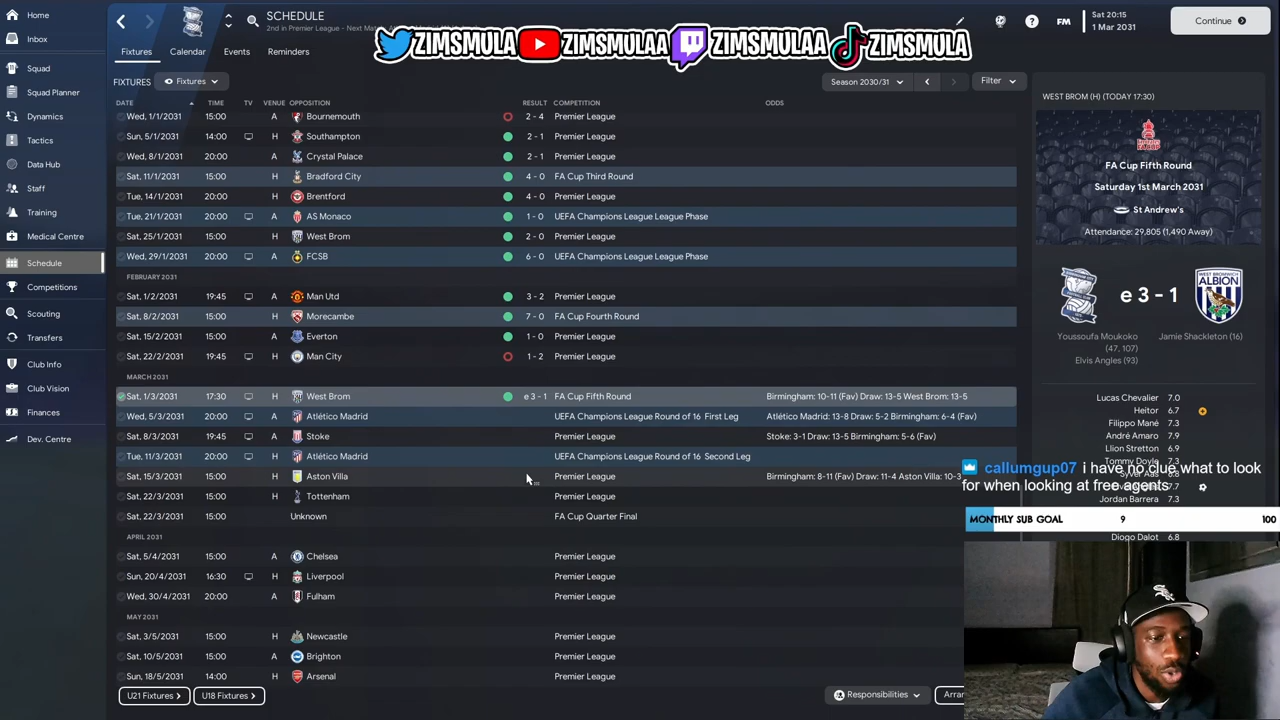 Home
SCHEDULE
2nd in Premier League - Next Match:
FM
Sat 20:15
1 Mar 2031
Continue
ZIMSMULA ZIMSMULAA ZIMSMULAA ZIMSMULA
Inbox
Squad
Squad Planner
Dynamics
Tactics
Data Hub
Staff
Training
Medical Centre
Schedule
Competitions
Scouting
Transfers
Club Info
Club Vision
Finances
Dev. Centre
Fixtures Calendar Events Reminders
FIXTURES Fixtures Season 2030/31 Filter
DATE TIME TV VENUE OPPOSITION RESULT COMPETITION ODDS
Wed, 1/1/2031 15:00 A Bournemouth 2 - 4 Premier League
Sun, 5/1/2031 14:00 H Southampton 2 - 1 Premier League
Wed, 8/1/2031 20:00 A Crystal Palace 2 - 1 Premier League
Sat, 11/1/2031 15:00 H Bradford City 4 - 0 FA Cup Third Round
Tue, 14/1/2031 20:00 H Brentford 4 - 0 Premier League
Tue, 21/1/2031 20:00 A AS Monaco 1 - 0 UEFA Champions League League Phase
Sat, 25/1/2031 15:00 H West Brom 2 - 0 Premier League
Wed, 29/1/2031 20:00 H FCSB 6 - 0 UEFA Champions League League Phase
FEBRUARY 2031
Sat, 1/2/2031 19:45 A Man Utd 3 - 2 Premier League
Sat, 8/2/2031 15:00 H Morecambe 7 - 0 FA Cup Fourth Round
Sat, 15/2/2031 15:00 A Everton 1 - 0 Premier League
Sat, 22/2/2031 19:45 H Man City 1 - 2 Premier League
MARCH 2031
Sat, 1/3/2031 17:30 H West Brom e 3 - 1 FA Cup Fifth Round Birmingham: 10-11 (Fav) Draw: 13-5 West Brom: 13-5
Wed, 5/3/2031 20:00 A Atlético Madrid UEFA Champions League Round of 16 First Leg Atlético Madrid: 13-8 Draw: 5-2 Birmingham: 6-4 (Fav)
Sat, 8/3/2031 19:45 A Stoke Premier League Stoke: 3-1 Draw: 13-5 Birmingham: 5-6 (Fav)
Tue, 11/3/2031 20:00 H Atlético Madrid UEFA Champions League Round of 16 Second Leg
Sat, 15/3/2031 15:00 H Aston Villa Premier League Birmingham: 8-11 (Fav) Draw: 11-4 Aston Villa: 10-3
Sat, 22/3/2031 15:00 H Tottenham Premier League
Sat, 22/3/2031 15:00 Unknown FA Cup Quarter Final
APRIL 2031
Sat, 5/4/2031 15:00 A Chelsea Premier League
Sun, 20/4/2031 16:30 H Liverpool Premier League
Wed, 30/4/2031 20:00 A Fulham Premier League
MAY 2031
Sat, 3/5/2031 15:00 H Newcastle Premier League
Sat, 10/5/2031 15:00 A Brighton Premier League
Sun, 18/5/2031 14:00 H Arsenal Premier League
U21 Fixtures U18 Fixtures Responsibilities Arran
WEST BROM (H) (TODAY 17:30)
FA Cup Fifth Round
Saturday 1st March 2031
St Andrew's
Attendance: 29,805 (1,490 Away)
e 3 - 1
Youssoufa Moukoko
(47, 107)
Elvis Angles (93)
Jamie Shackleton (16)
Lucas Chevalier 7.0
Heitor 6.7
Filippo Mané 7.3
André Amaro 7.9
Llion Stretton 6.9
Tommy Doyle
callumgup07 i have no clue what to look
for when looking at free agents
Jordan Barrera 7.3
MONTHLY SUB GOAL 9 100
Diogo Dalot 6.8